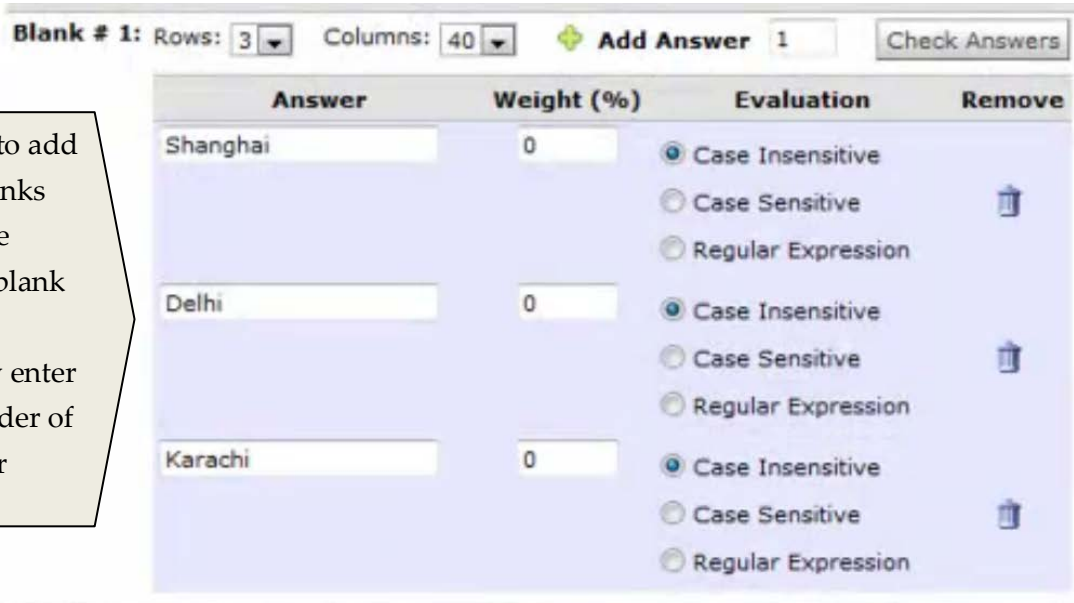 Blank # 1: Rows: 3 Columns: 40 Add Answer 1 Check Answers
Answer Weight (%) Evaluation Remove
Shanghai 0 Case Insensitive
Case Sensitive
Regular Expression
Delhi 0 Case Insensitive
Case Sensitive
Regular Expression
Karachi 0 Case Insensitive
Case Sensitive
Regular Expression
to add
blank
enter
of